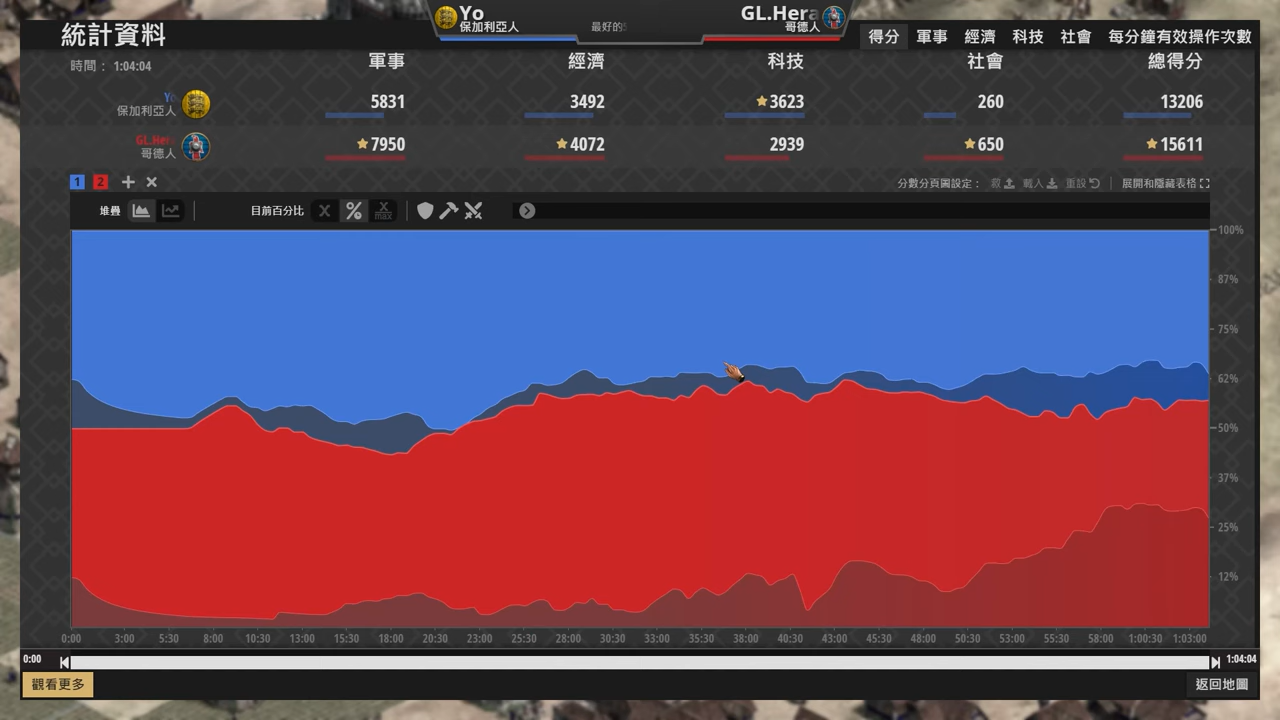 Yo
保加利亞人
最好的
GL.Hera
哥德人
統計資料
得分 軍事 經濟 科技 社會 每分鐘有效操作次數
時間： 1:04:04
軍事 經濟 科技 社會 總得分
Yo
保加利亞人
5831 3492 3623 260 13206
GL.Hera
哥德人
7950 4072 2939 650 15611
1 2
分數分頁圖設定： 載入 重設 展開和隱藏表格
堆疊 目前百分比 X % X max
100%
87%
75%
62%
50%
37%
25%
12%
0:00 3:00 5:30 8:00 10:30 13:00 15:30 18:00 20:30 23:00 25:30 28:00 30:30 33:00 35:30 38:00 40:30 43:00 45:30 48:00 50:30 53:00 55:30 58:00 1:00:30 1:03:00
0:00 1:04:04
觀看更多 返回地圖